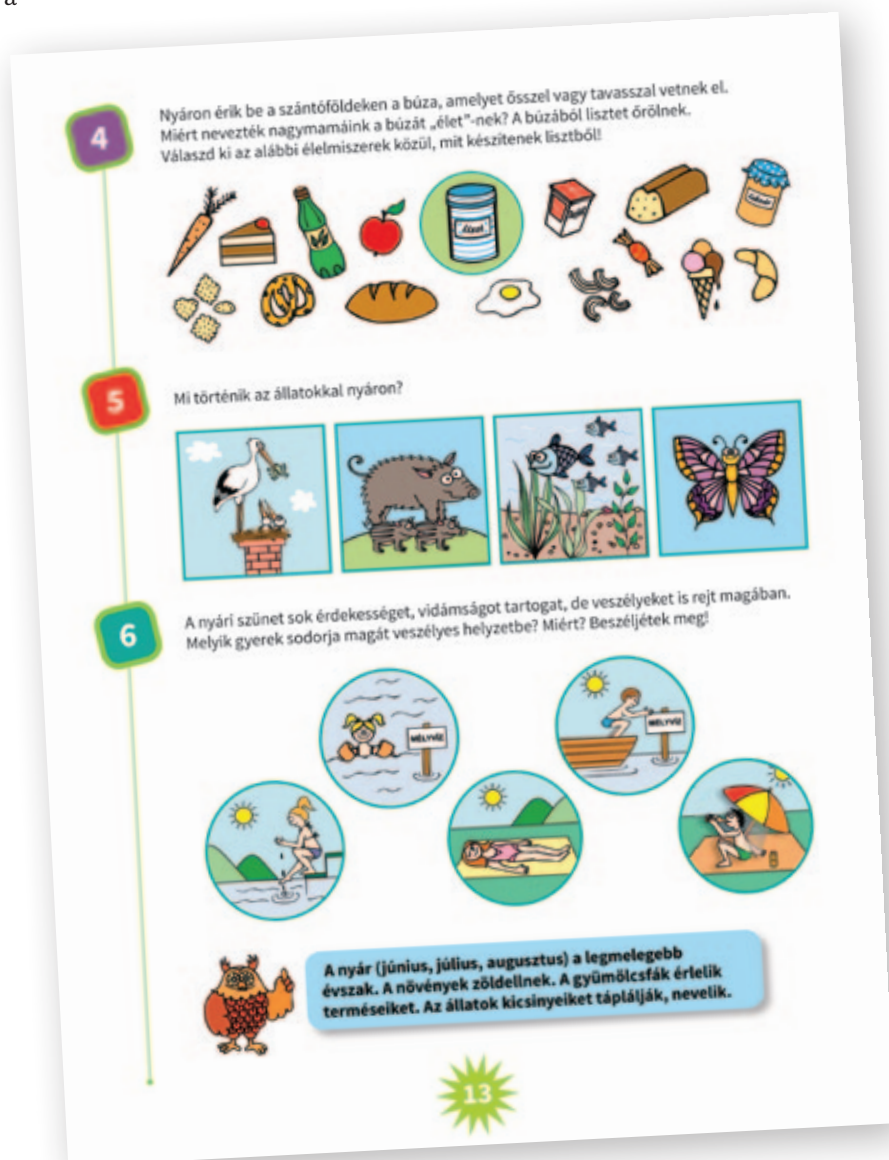 4
Nyáron érik be a szántóföldeken a búza, amelyet ősszel vagy tavasszal vetnek el.
Miért nevezték nagymamáink a búzát „élet”-nek? A búzából lisztet őrölnek.
Válaszd ki az alábbi élelmiszerek közül, mit készítenek lisztből!
5
Mi történik az állatokkal nyáron?
6
A nyári szünet sok érdekességet, vidámságot tartogat, de veszélyeket is rejt magában.
Melyik gyerek sodorja magát veszélyes helyzetbe? Miért? Beszéljétek meg!
MÉLYVÍZ
MÉLYVÍZ
A nyár (június, július, augusztus) a legmelegebb
évszak. A növények zöldellnek. A gyümölcsfák érlelik
terméseiket. Az állatok kicsinyeiket táplálják, nevelik.
13